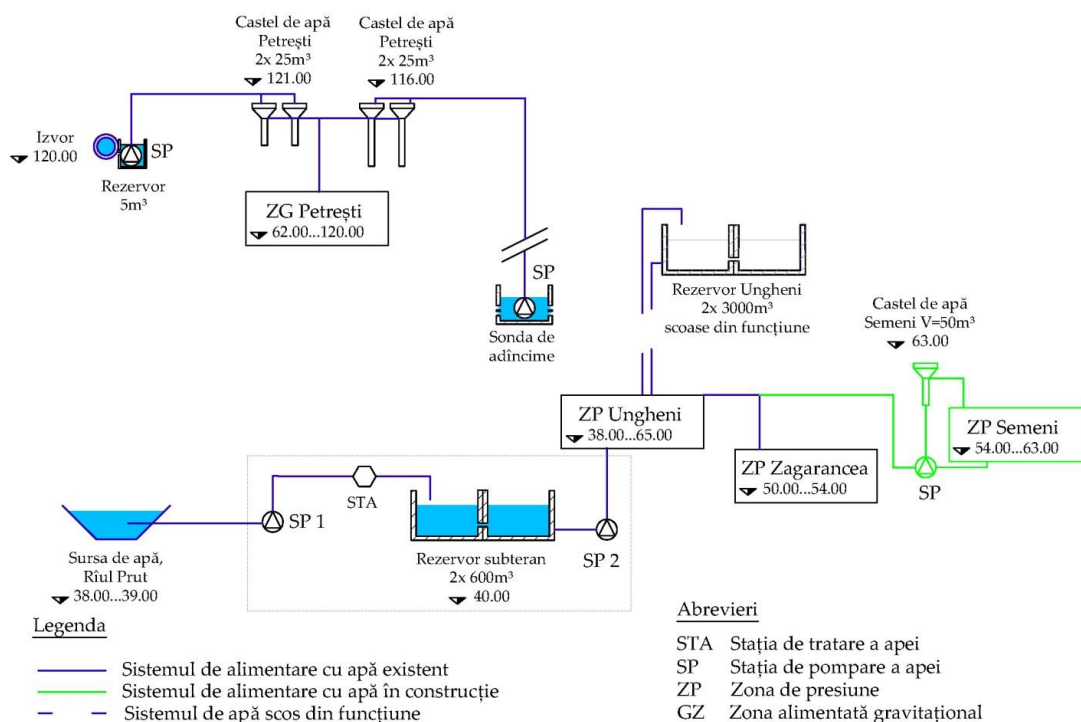 Castel de apă
Petrești
2x 25m³
121.00
Castel de apă
Petrești
2x 25m³
116.00
Izvor
120.00
SP
Rezervor
5m³
ZG Petrești
62.00...120.00
SP
Sonda de
adîncime
Rezervor Ungheni
2x 3000m³
scoase din funcțiune
Castel de apă
Semeni V=50m³
63.00
ZP Ungheni
38.00...65.00
ZP Semeni
54.00...63.00
ZP Zagarancea
50.00...54.00
SP
STA
SP 1
SP 2
Sursa de apă,
Rîul Prut
38.00...39.00
Rezervor subteran
2x 600m³
40.00
Legenda
Sistemul de alimentare cu apă existent
Sistemul de alimentare cu apă în construcție
Sistemul de apă scos din funcțiune
Abrevieri
STA Stația de tratare a apei
SP Stația de pompare a apei
ZP Zona de presiune
GZ Zona alimentată gravitațional